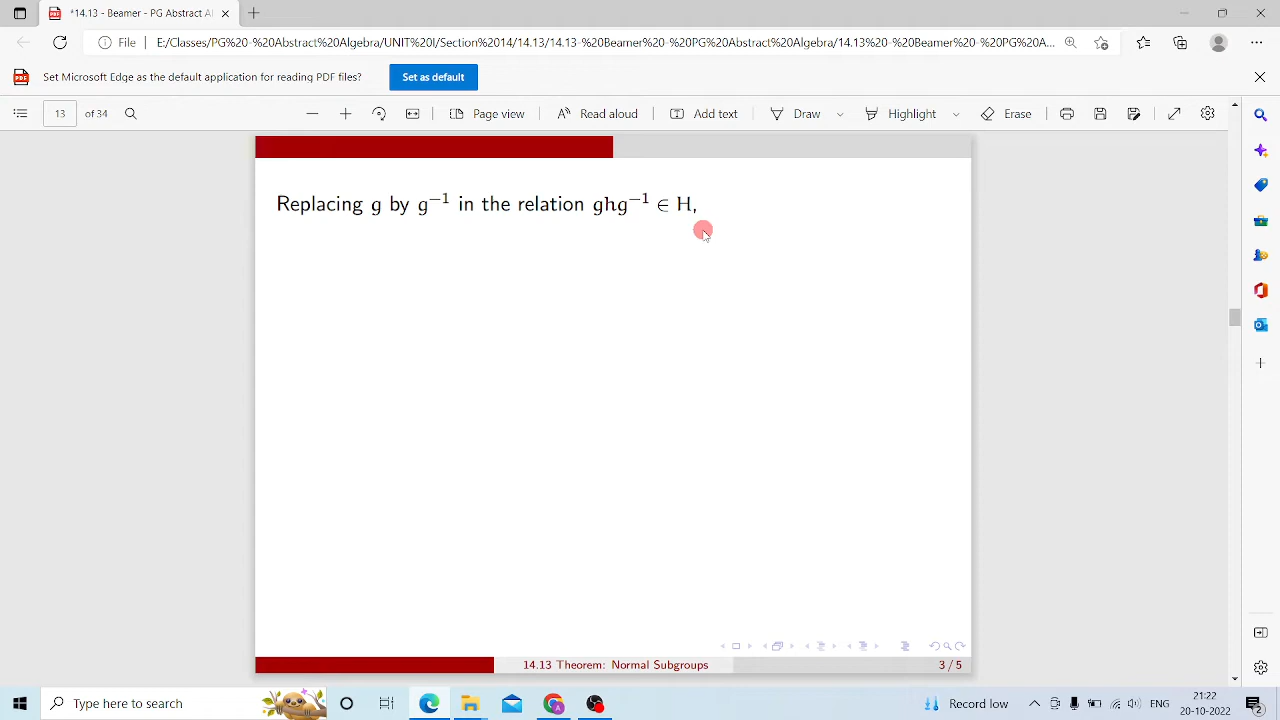 *14.13 - Beamer - PG Abstract Al
File
E:/Classes/PG%20-%20Abstract%20Algebra/UNIT%20I/Section%2014/14.13/14.13%20-%20Beamer%20-%20PG%20Abstract%20Algebra/14.13%20-%20Beamer%20-%20PG%20A...
Set Microsoft Edge as the default application for reading PDF files?
Set as default
13 of 34
Page view
Read aloud
Add text
Draw
Highlight
Erase
Replacing g by g⁻¹ in the relation ghg⁻¹ ∈ H,
14.13 Theorem: Normal Subgroups
3 / 5
Type here to search
Record low
ENG
21:22
20-10-2022
2